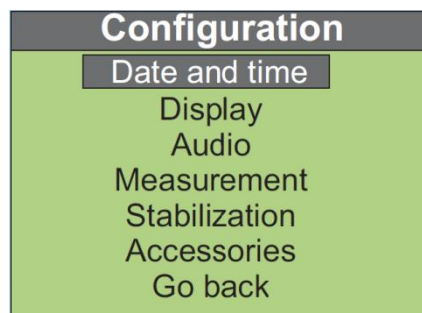 Configuration
Date and time
Display
Audio
Measurement
Stabilization
Accessories
Go back